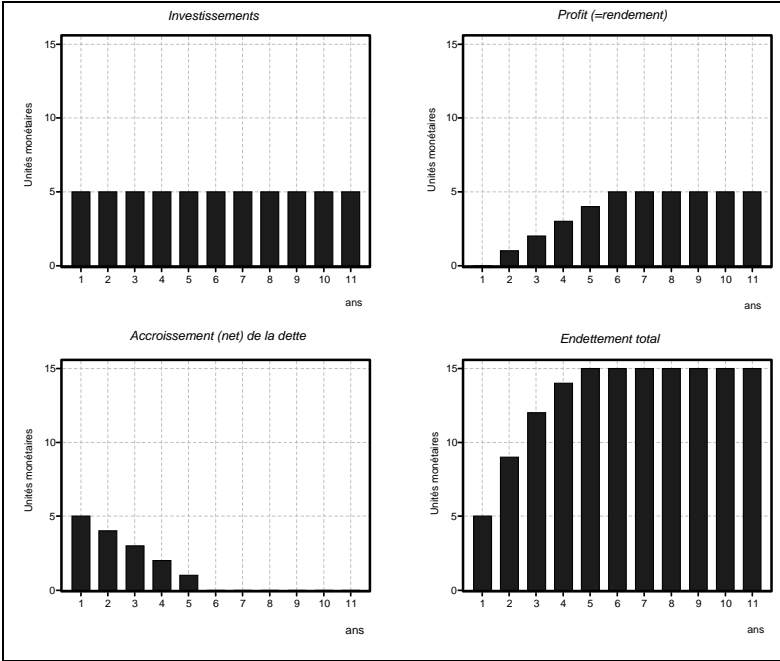 Investissements
Unités monétaires
15
10
5
0
1 2 3 4 5 6 7 8 9 10 11
ans
Profit (=rendement)
Unités monétaires
15
10
5
0
1 2 3 4 5 6 7 8 9 10 11
ans
Accroissement (net) de la dette
Unités monétaires
15
10
5
0
1 2 3 4 5 6 7 8 9 10 11
ans
Endettement total
Unités monétaires
15
10
5
0
1 2 3 4 5 6 7 8 9 10 11
ans